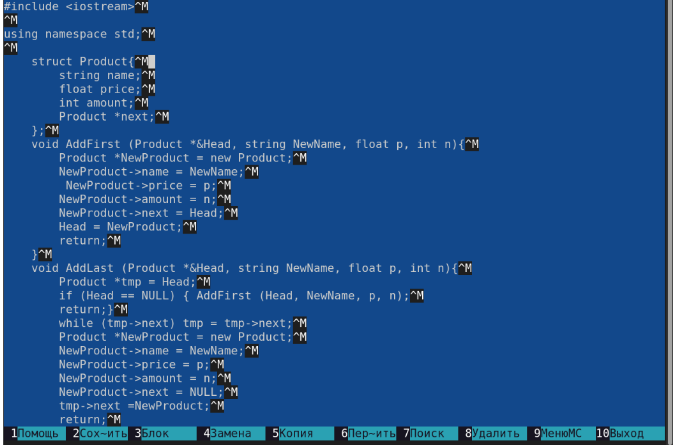 #include <iostream>^M
^M
using namespace std;^M
^M
    struct Product{^M
        string name;^M
        float price;^M
        int amount;^M
        Product *next;^M
    };^M
    void AddFirst (Product *&Head, string NewName, float p, int n){^M
        Product *NewProduct = new Product;^M
        NewProduct->name = NewName;^M
         NewProduct->price = p;^M
        NewProduct->amount = n;^M
        NewProduct->next = Head;^M
        Head = NewProduct;^M
        return;^M
    }^M
    void AddLast (Product *&Head, string NewName, float p, int n){^M
        Product *tmp = Head;^M
        if (Head == NULL) { AddFirst (Head, NewName, p, n);^M
        return;}^M
        while (tmp->next) tmp = tmp->next;^M
        Product *NewProduct = new Product;^M
        NewProduct->name = NewName;^M
        NewProduct->price = p;^M
        NewProduct->amount = n;^M
        NewProduct->next = NULL;^M
        tmp->next =NewProduct;^M
        return;^M
1Помощь 2Сох~ить 3Блок 4Замена 5Копия 6Пер~ить 7Поиск 8Удалить 9МенюMC 10Выход